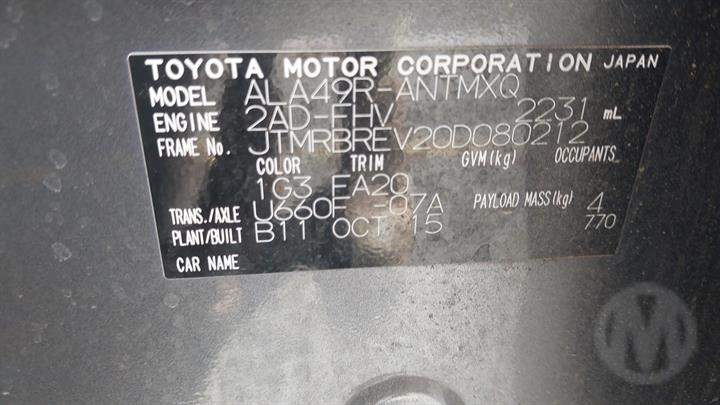 TOYOTA MOTOR CORPORATION JAPAN
MODEL ALA49R-ANTMXQ
ENGINE 2AD-FHV 2231 mL
FRAME No. JTMRBREV20D080212
COLOR TRIM GVM(kg) OCCUPANTS
1G3 EA20
TRANS./AXLE U660F -07A PAYLOAD MASS(kg) 4
PLANT/BUILT B11 OCT 15 770
CAR NAME
M